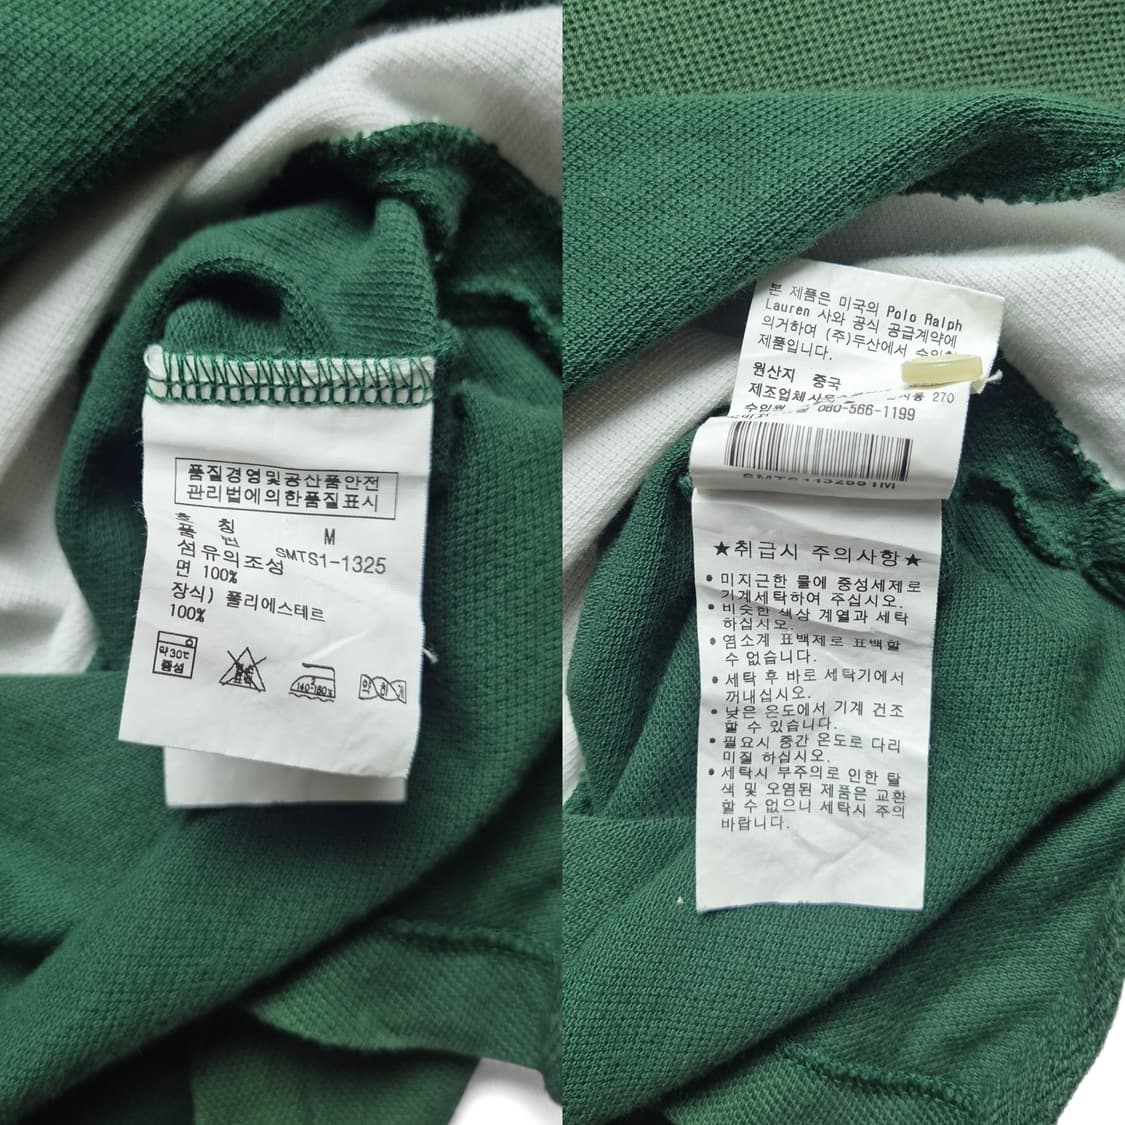 품질경영및공산품안전
관리법에의한품질표시
호 칭 M
품 번 SMTS1-1325
섬유의조성
면 100%
장식) 폴리에스테르
100%
약30℃
중성
140-160℃
본 제품은 미국의 Polo Ralph
Lauren 사와 공식 공급계약에
의거하여 (주)두산에서 수입한
제품입니다.
원산지 중국
제조업체 270
080-566-1199
★취급시 주의사항★
• 미지근한 물에 중성세제로
기계세탁하여 주십시오.
• 비슷한 색상 계열과 세탁
하십시오.
• 염소계 표백제로 표백할
수 없습니다.
• 세탁 후 바로 세탁기에서
꺼내십시오.
• 낮은 온도에서 기계 건조
할 수 있습니다.
• 필요시 중간 온도로 다리
미질 하십시오.
• 세탁시 부주의로 인한 탈
색 및 오염된 제품은 교환
할 수 없으니 세탁시 주의
바랍니다.